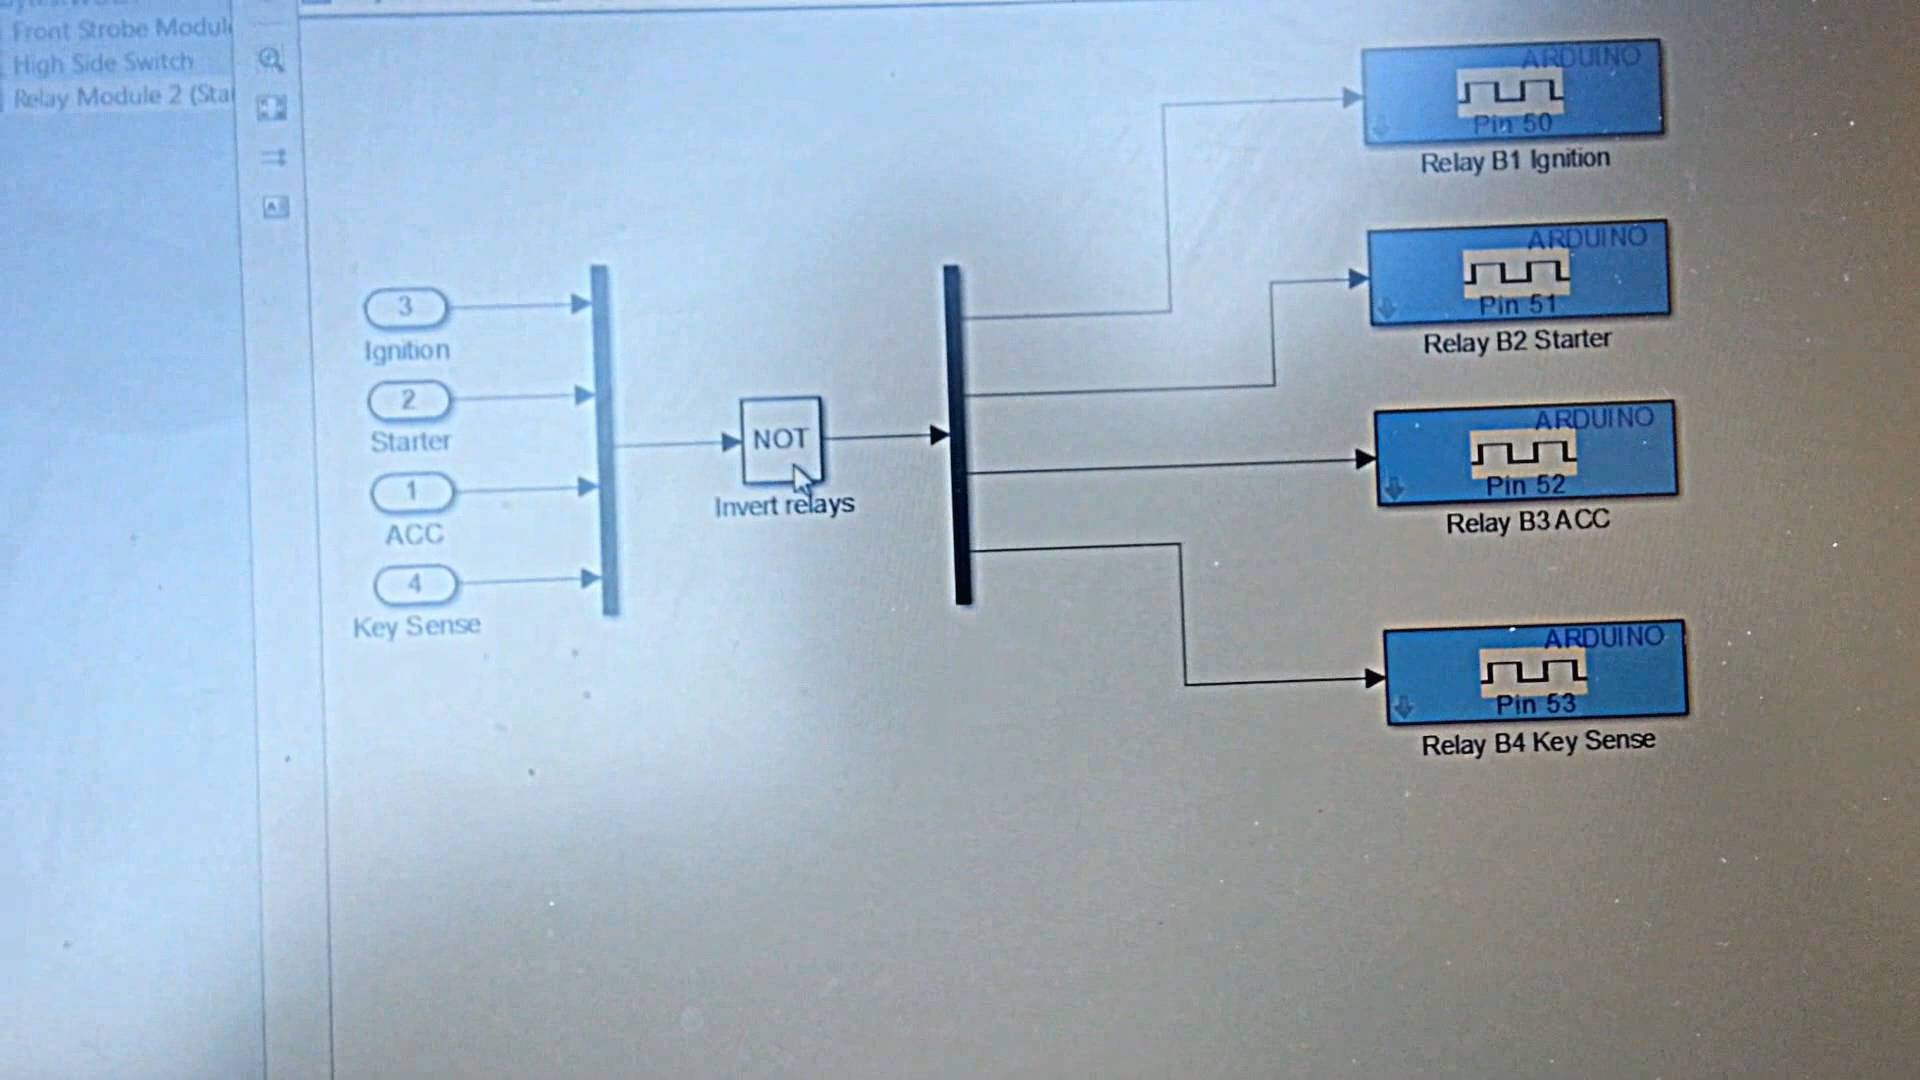 Front Strobe Modul
High Side Switch
Relay Module 2 (Sta
3
Ignition
2
Starter
1
ACC
4
Key Sense
NOT
Invert relays
ARDUINO
Pin 50
Relay B1 Ignition
ARDUINO
Pin 51
Relay B2 Starter
ARDUINO
Pin 52
Relay B3 ACC
ARDUINO
Pin 53
Relay B4 Key Sense